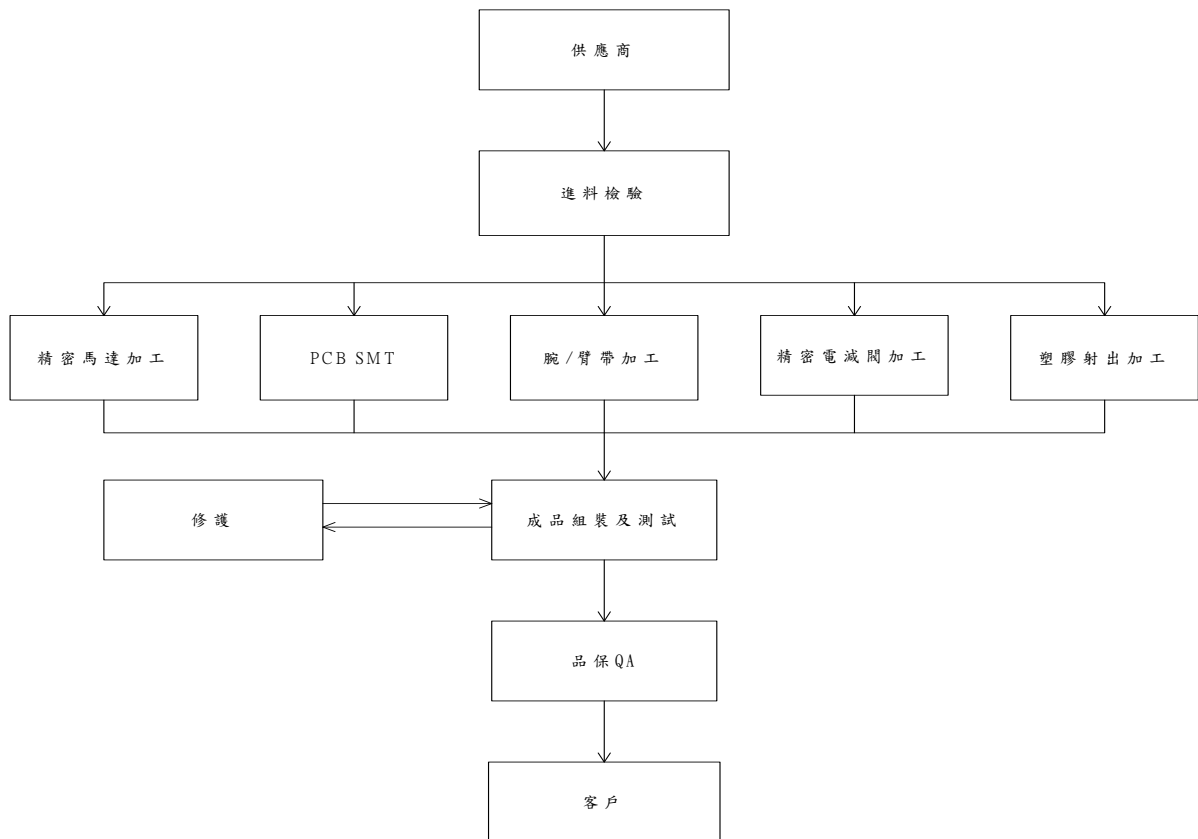 供應商
進料檢驗
精密馬達加工
PCB SMT
腕/臂帶加工
精密電減閥加工
塑膠射出加工
修護
成品組裝及測試
品保QA
客戶